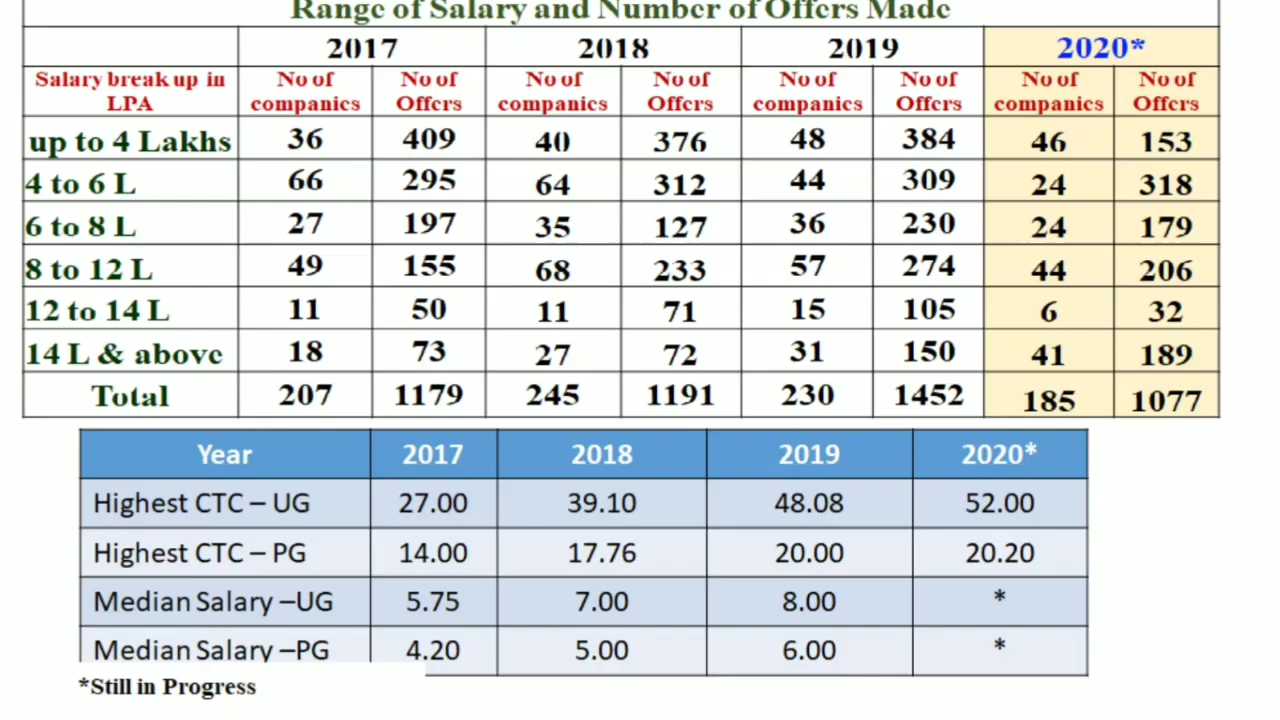 Range of Salary and Number of Offers Made
2017 2018 2019 2020*
Salary break up in LPA No of companies No of Offers No of companies No of Offers No of companies No of Offers No of companies No of Offers
up to 4 Lakhs 36 409 40 376 48 384 46 153
4 to 6 L 66 295 64 312 44 309 24 318
6 to 8 L 27 197 35 127 36 230 24 179
8 to 12 L 49 155 68 233 57 274 44 206
12 to 14 L 11 50 11 71 15 105 6 32
14 L & above 18 73 27 72 31 150 41 189
Total 207 1179 245 1191 230 1452 185 1077
Year 2017 2018 2019 2020*
Highest CTC – UG 27.00 39.10 48.08 52.00
Highest CTC – PG 14.00 17.76 20.00 20.20
Median Salary –UG 5.75 7.00 8.00 *
Median Salary –PG 4.20 5.00 6.00 *
*Still in Progress